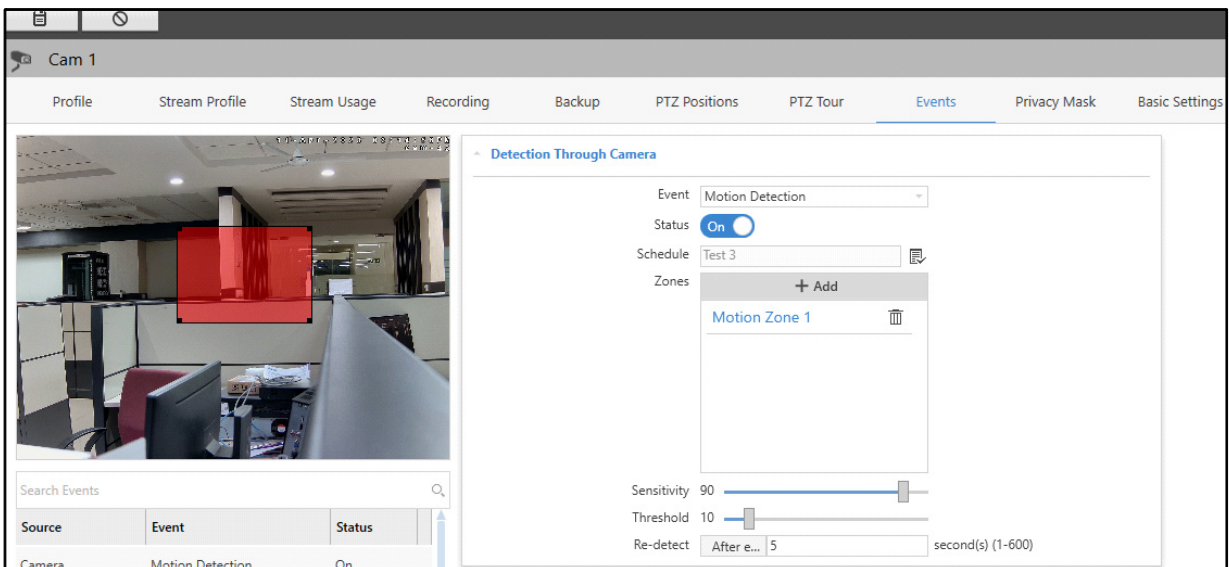 Cam 1
Profile Stream Profile Stream Usage Recording Backup PTZ Positions PTZ Tour Events Privacy Mask Basic Settings
Detection Through Camera
Event Motion Detection
Status On
Schedule Test 3
Zones + Add
Motion Zone 1
Sensitivity 90
Threshold 10
Re-detect After e... 5 second(s) (1-600)
Search Events
Source Event Status
Camera Motion Detection On